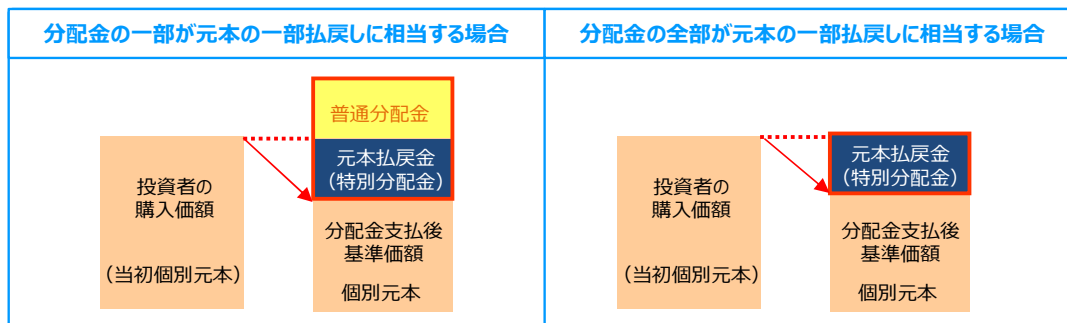 分配金の一部が元本の一部払戻しに相当する場合
分配金の全部が元本の一部払戻しに相当する場合
普通分配金
元本払戻金
（特別分配金）
投資者の
購入価額
（当初個別元本）
分配金支払後
基準価額
個別元本
元本払戻金
（特別分配金）
投資者の
購入価額
（当初個別元本）
分配金支払後
基準価額
個別元本